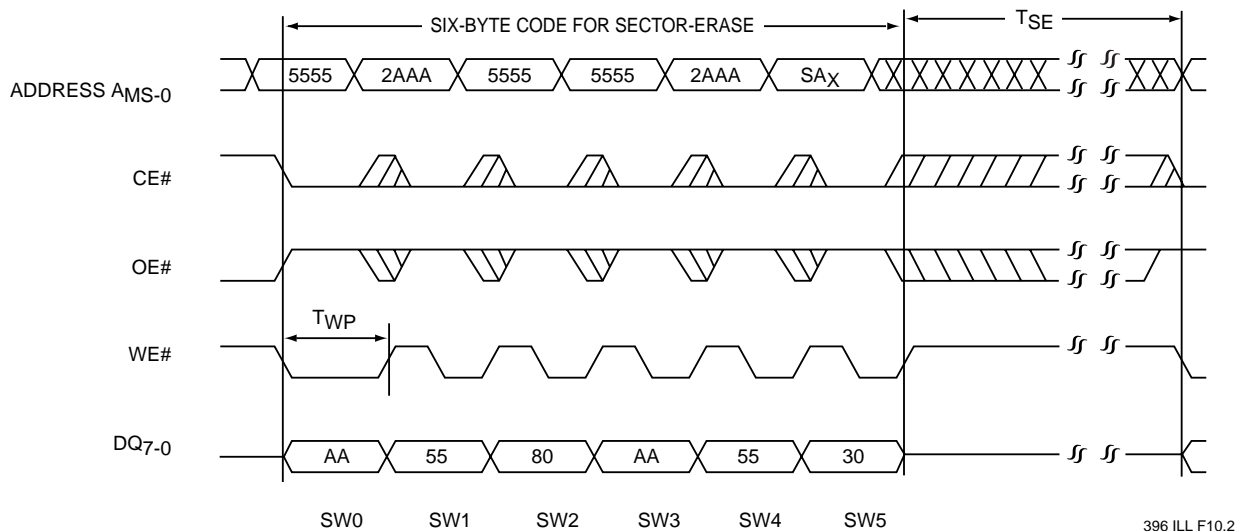 SIX-BYTE CODE FOR SECTOR-ERASE TSE
ADDRESS AMS-0 5555 2AAA 5555 5555 2AAA SAX
CE#
OE#
TWP
WE#
DQ7-0 AA 55 80 AA 55 30
SW0 SW1 SW2 SW3 SW4 SW5
396 ILL F10.2